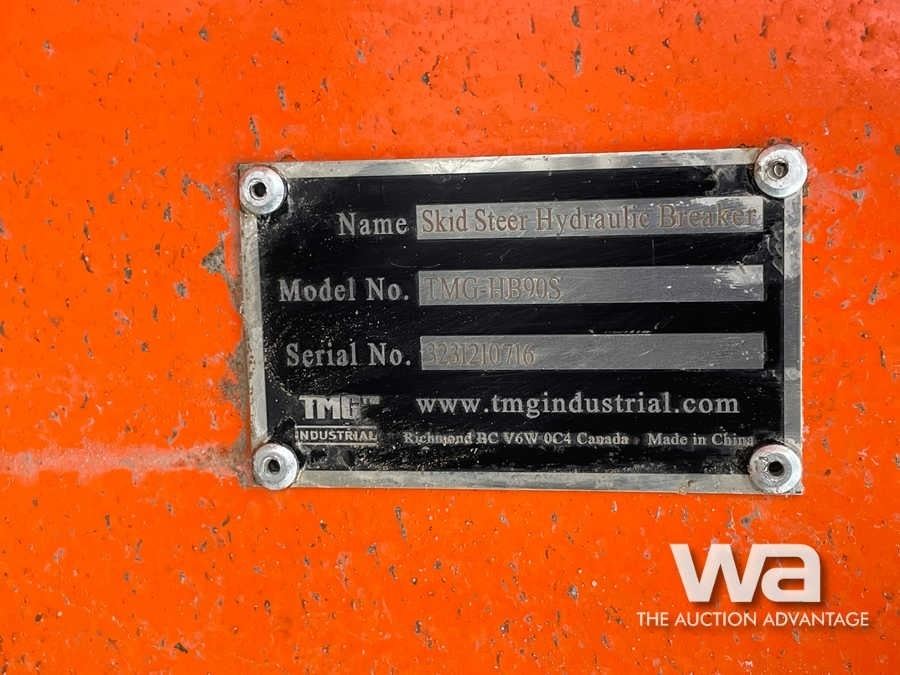 Name Skid Steer Hydraulic Breaker
Model No. TMG-HB90S
Serial No. 3231210716
TMG™ www.tmgindustrial.com
INDUSTRIAL Richmond BC V6W 0C4 Canada Made in China
wa
THE AUCTION ADVANTAGE